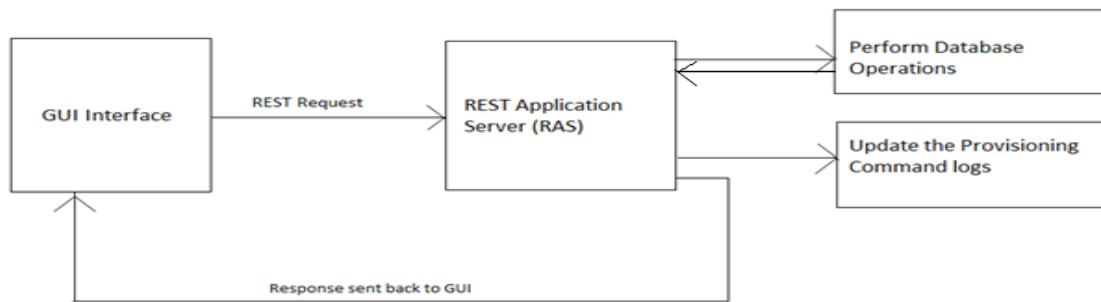 GUI Interface
REST Request
REST Application
Server (RAS)
Perform Database
Operations
Update the Provisioning
Command logs
Response sent back to GUI